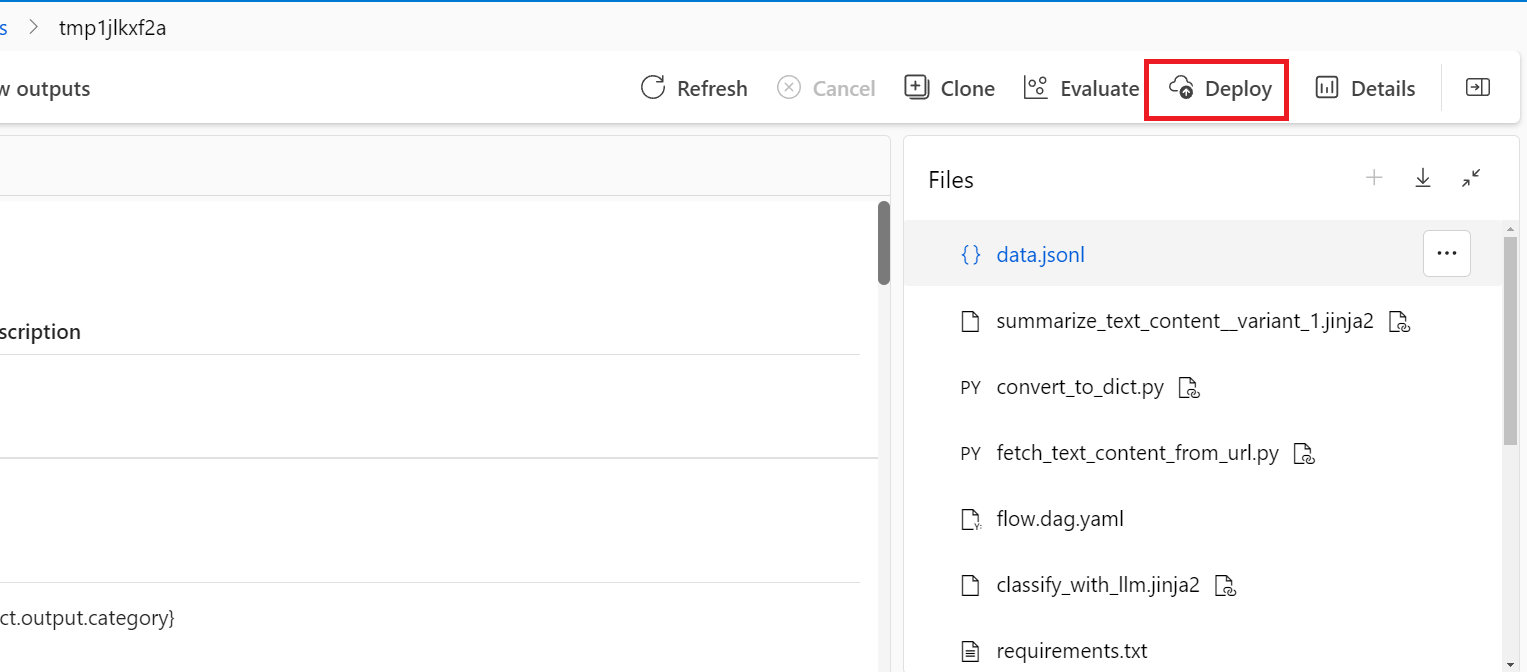 s > tmp1jlkxf2a
w outputs Refresh Cancel Clone Evaluate Deploy Details
Files
{} data.jsonl ...
summarize_text_content__variant_1.jinja2
scription
PY convert_to_dict.py
PY fetch_text_content_from_url.py
flow.dag.yaml
classify_with_llm.jinja2
ct.output.category}
requirements.txt